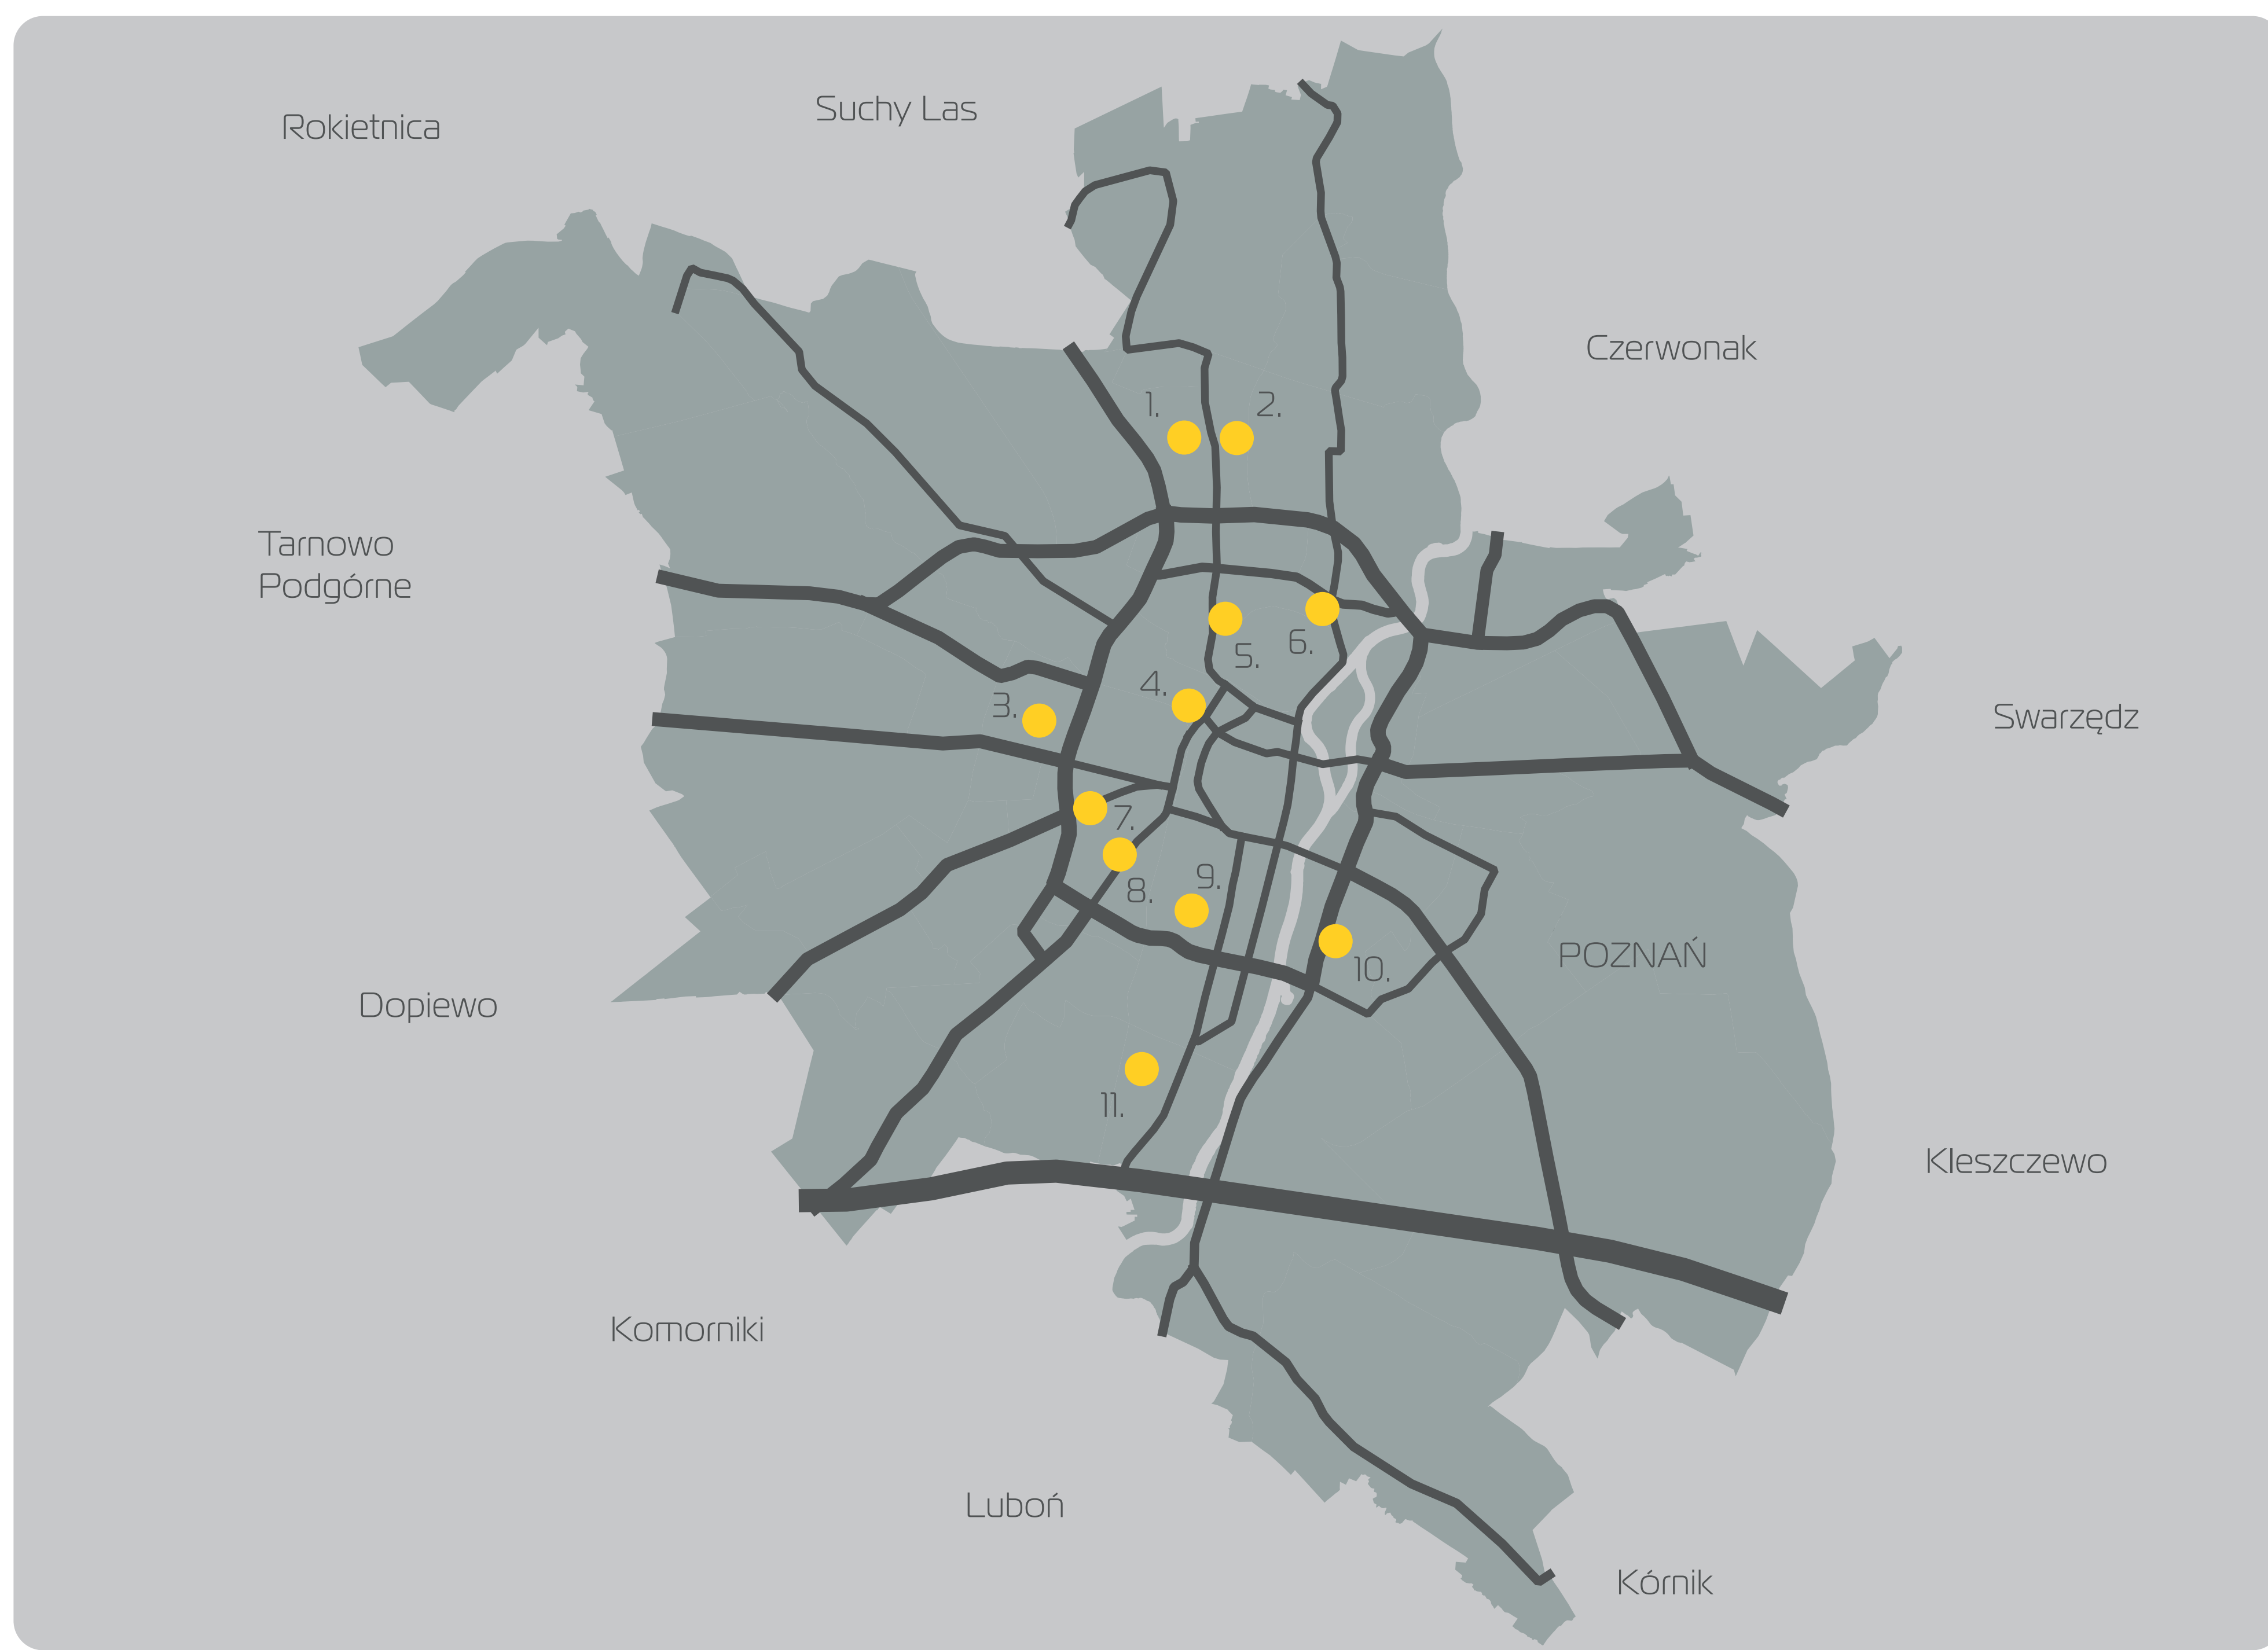 Suchy Las
Rokietnica
Czerwonak
1.
2.
Tarnowo
Podgórne
6.
5.
4.
3.
Swarzędz
7.
9.
8.
POZNAŃ
10.
Dopiewo
11.
Kleszczewo
Komorniki
Luboń
Kórnik